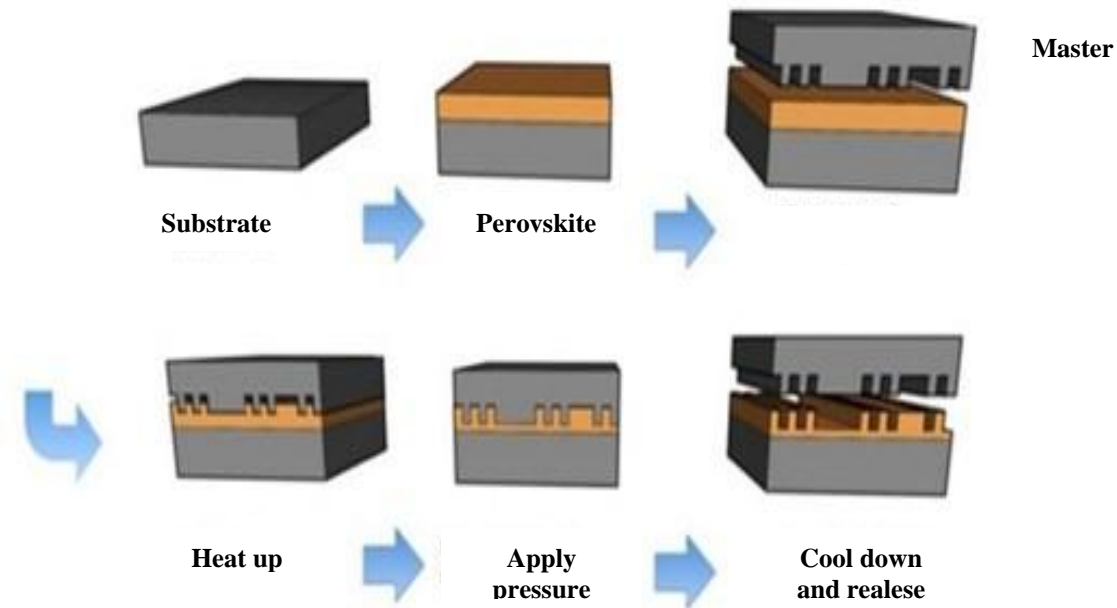 Master
Substrate
Perovskite
Heat up
Apply
pressure
Cool down
and realese